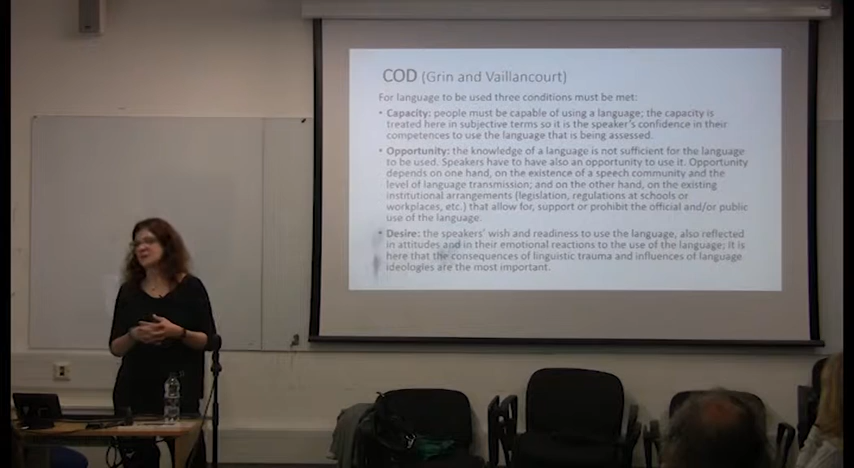 COD (Grin and Vaillancourt)
For language to be used three conditions must be met:
• Capacity: people must be capable of using a language; the capacity is
treated here in subjective terms so it is the speaker's confidence in their
competences to use the language that is being assessed.
• Opportunity: the knowledge of a language is not sufficient for the language
to be used. Speakers have to have also an opportunity to use it. Opportunity
depends on one hand, on the existence of a speech community and the
level of language transmission; and on the other hand, on the existing
institutional arrangements (legislation, regulations at schools or
workplaces, etc.) that allow for, support or prohibit the official and/or public
use of the language.
• Desire: the speakers' wish and readiness to use the language, also reflected
in attitudes and in their emotional reactions to the use of the language; It is
here that the consequences of linguistic trauma and influences of language
ideologies are the most important.